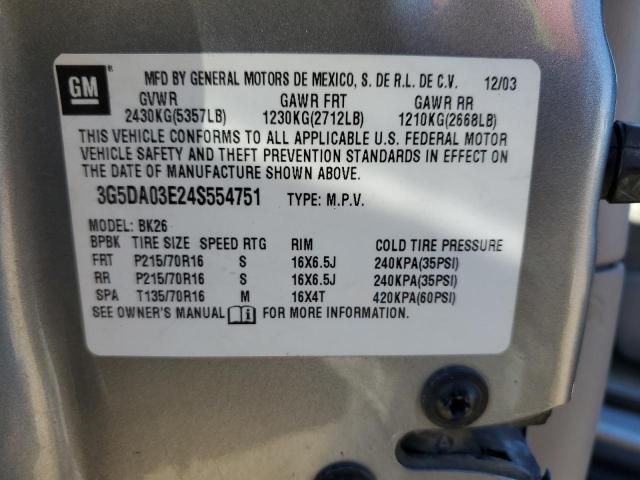 GM ® MFD BY GENERAL MOTORS DE MEXICO, S. DE R.L. DE C.V. 12/03
GVWR GAWR FRT GAWR RR
2430KG(5357LB) 1230KG(2712LB) 1210KG(2668LB)
THIS VEHICLE CONFORMS TO ALL APPLICABLE U.S. FEDERAL MOTOR
VEHICLE SAFETY AND THEFT PREVENTION STANDARDS IN EFFECT ON
THE DATE OF MANUFACTURE SHOWN ABOVE.
3G5DA03E24S554751 TYPE: M.P.V.
MODEL: BK26
BPBK TIRE SIZE SPEED RTG RIM COLD TIRE PRESSURE
FRT P215/70R16 S 16X6.5J 240KPA(35PSI)
RR P215/70R16 S 16X6.5J 240KPA(35PSI)
SPA T135/70R16 M 16X4T 420KPA(60PSI)
SEE OWNER'S MANUAL i FOR MORE INFORMATION.